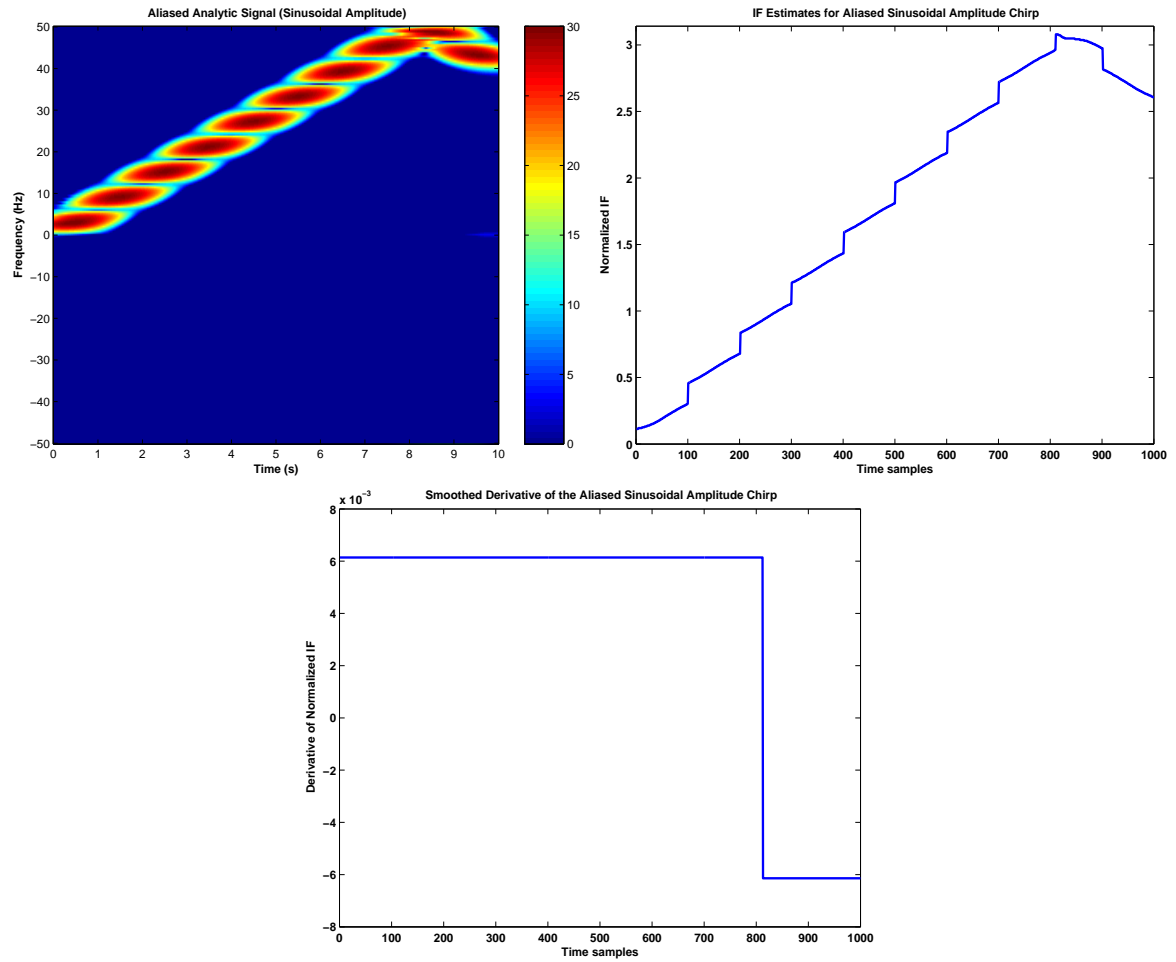 Aliased Analytic Signal (Sinusoidal Amplitude)
50
40
30
20
10
0
−10
−20
−30
−40
−50
Frequency (Hz)
0 1 2 3 4 5 6 7 8 9 10
Time (s)
30
25
20
15
10
5
0
IF Estimates for Aliased Sinusoidal Amplitude Chirp
3
2.5
2
1.5
1
0.5
0
Normalized IF
0 100 200 300 400 500 600 700 800 900 1000
Time samples
Smoothed Derivative of the Aliased Sinusoidal Amplitude Chirp
x 10−3
8
6
4
2
0
−2
−4
−6
−8
Derivative of Normalized IF
0 100 200 300 400 500 600 700 800 900 1000
Time samples